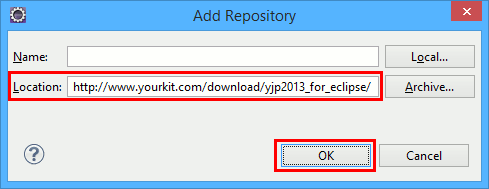 Add Repository
Name:
Local...
Location: http://www.yourkit.com/download/yjp2013_for_eclipse/
Archive...
?
OK
Cancel